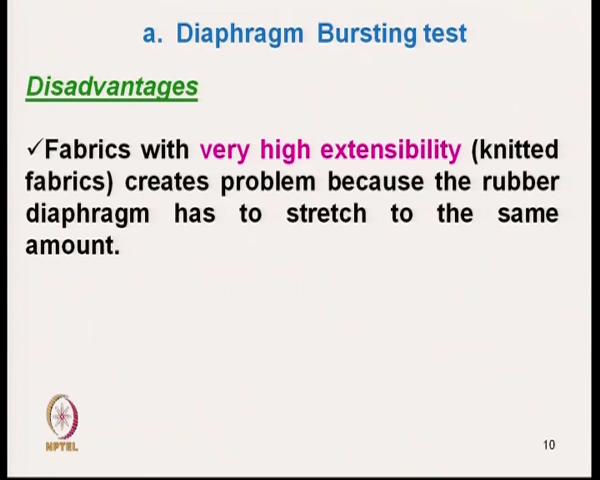 a. Diaphragm Bursting test
Disadvantages
✓Fabrics with very high extensibility (knitted
fabrics) creates problem because the rubber
diaphragm has to stretch to the same
amount.
NPTEL
10